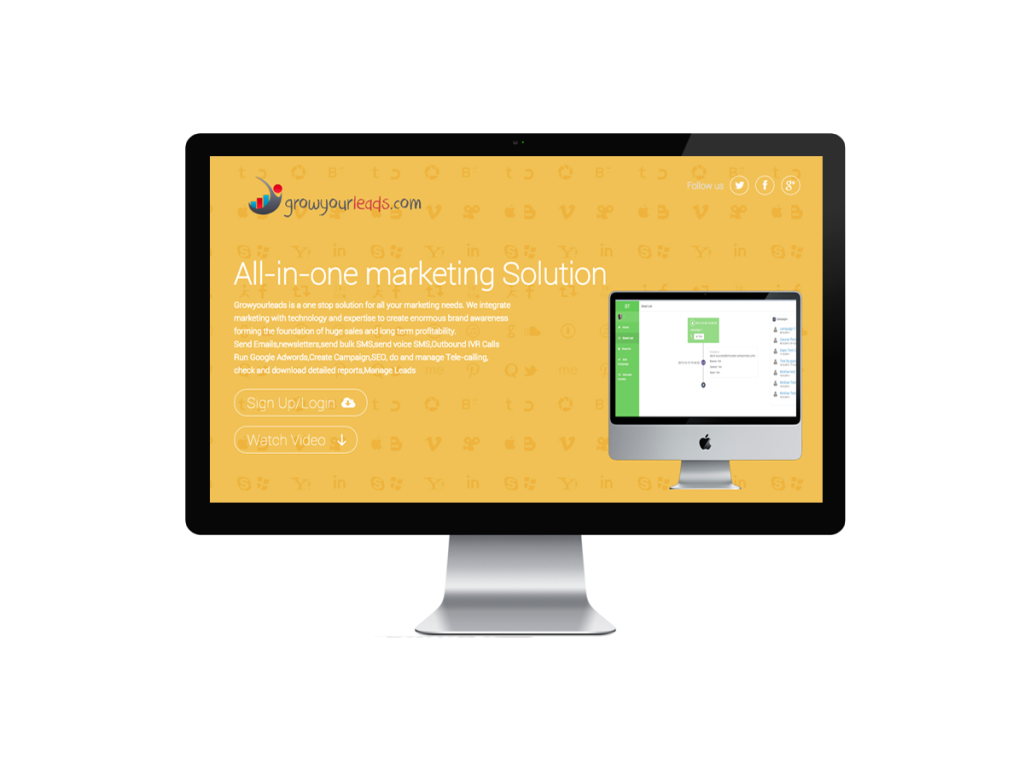 growyourleads.com
Follow us
All-in-one marketing Solution
Growyourleads is a one stop solution for all your marketing needs. We integrate
marketing with technology and expertise to create enormous brand awareness
forming the foundation of huge sales and long term profitability.
Send Emails,newsletters,send bulk SMS,send voice SMS,Outbound IVR Calls
Run Google Adwords,Create Campaign,SEO, do and manage Tele-calling,
check and download detailed reports,Manage Leads
Sign Up/Login
Watch Video